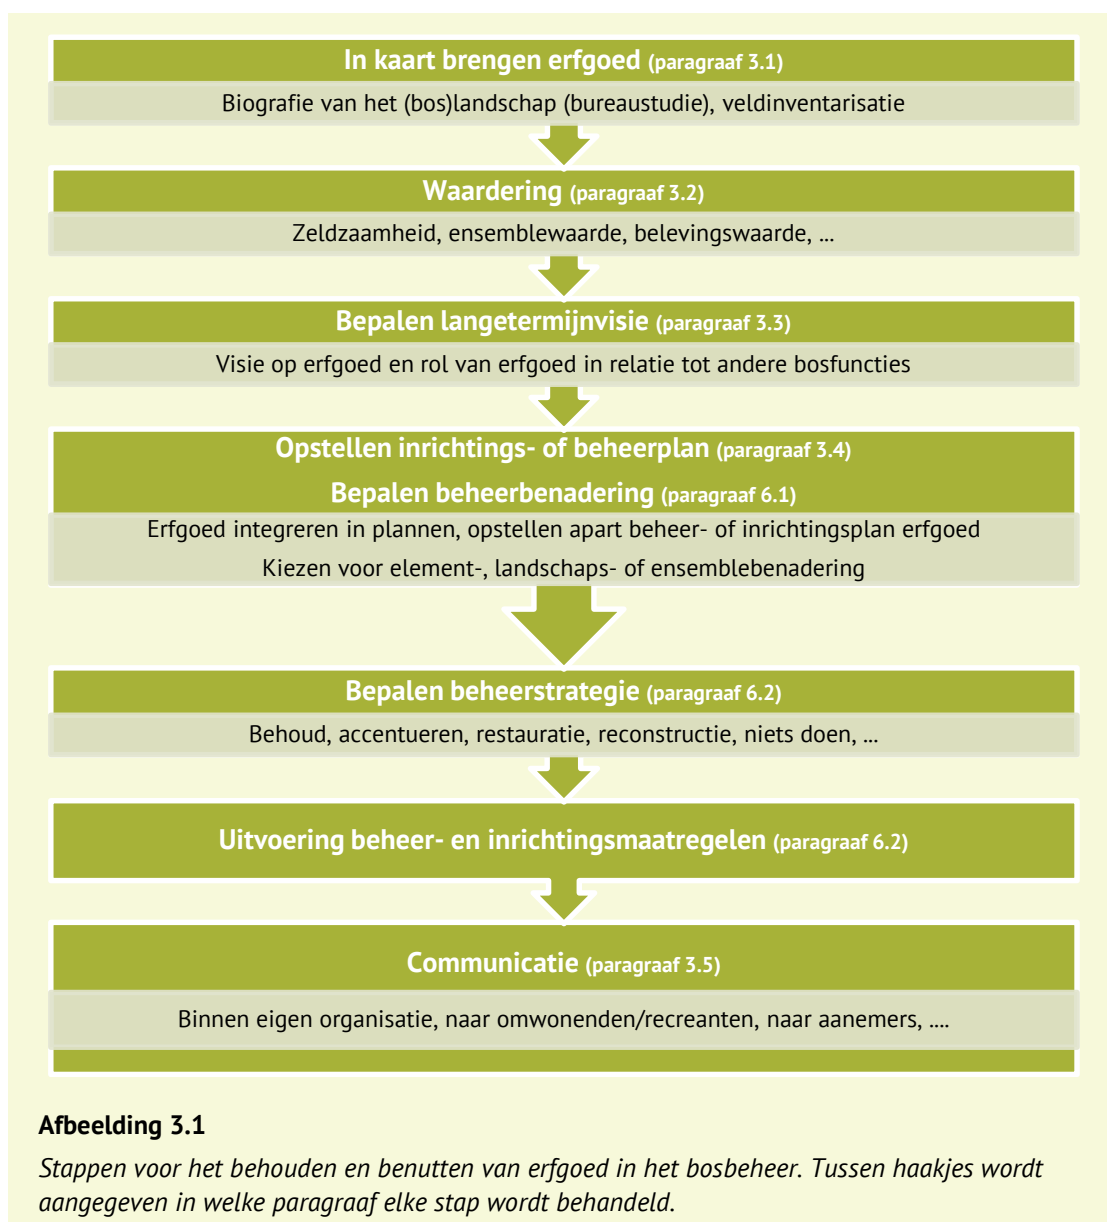 In kaart brengen erfgoed (paragraaf 3.1)
Biografie van het (bos)landschap (bureaustudie), veldinventarisatie
Waardering (paragraaf 3.2)
Zeldzaamheid, ensemblewaarde, belevingswaarde, ...
Bepalen langetermijnvisie (paragraaf 3.3)
Visie op erfgoed en rol van erfgoed in relatie tot andere bosfuncties
Opstellen inrichtings- of beheerplan (paragraaf 3.4)
Bepalen beheerbenadering (paragraaf 6.1)
Erfgoed integreren in plannen, opstellen apart beheer- of inrichtingsplan erfgoed
Kiezen voor element-, landschaps- of ensemblebenadering
Bepalen beheerstrategie (paragraaf 6.2)
Behoud, accentueren, restauratie, reconstructie, niets doen, ...
Uitvoering beheer- en inrichtingsmaatregelen (paragraaf 6.2)
Communicatie (paragraaf 3.5)
Binnen eigen organisatie, naar omwonenden/recreanten, naar aanemers, ....
Afbeelding 3.1
Stappen voor het behouden en benutten van erfgoed in het bosbeheer. Tussen haakjes wordt
aangegeven in welke paragraaf elke stap wordt behandeld.